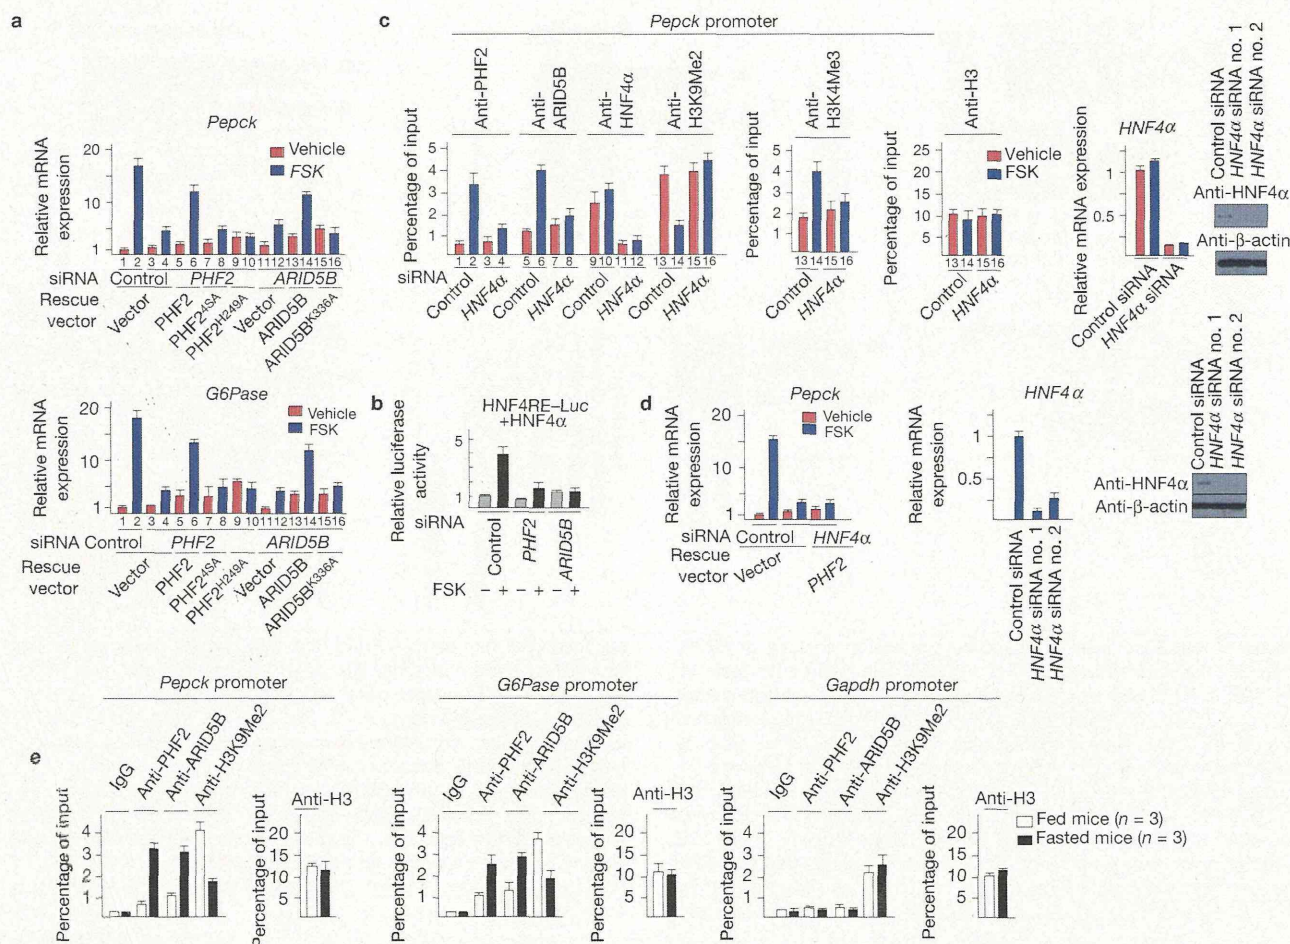 a
Pepck
Relative mRNA expression
20
10
1
Vehicle
FSK
1 2 3 4 5 6 7 8 9 10 11 12 13 14 15 16
siRNA Control PHF2 ARID5B
Rescue vector
Vector PHF2 PHF2^4SA PHF2^H249A Vector ARID5B ARID5B^K336A
G6Pase
Relative mRNA expression
20
10
1
Vehicle
FSK
1 2 3 4 5 6 7 8 9 10 11 12 13 14 15 16
siRNA Control PHF2 ARID5B
Rescue vector
Vector PHF2 PHF2^4SA PHF2^H249A Vector ARID5B ARID5B^K336A
b
HNF4RE–Luc
+HNF4α
Relative luciferase activity
5
1
siRNA
Control PHF2 ARID5B
FSK – + – + – +
c
Pepck promoter
Anti-PHF2
Anti-ARID5B
Anti-HNF4α
Anti-H3K9Me2
Percentage of input
5
4
3
2
1
1 2 3 4 5 6 7 8 9 10 11 12 13 14 15 16
siRNA
Control HNF4α Control HNF4α Control HNF4α Control HNF4α
Anti-H3K4Me3
Percentage of input
5
4
3
2
1
13 14 15 16
Control HNF4α
Anti-H3
Percentage of input
25
20
15
10
5
Vehicle
FSK
13 14 15 16
Control HNF4α
HNF4α
Relative mRNA expression
1
0.5
Control siRNA
HNF4α siRNA
Control siRNA
HNF4α siRNA no. 1
HNF4α siRNA no. 2
Anti-HNF4α
Anti-β-actin
d
Pepck
Relative mRNA expression
20
10
1
Vehicle
FSK
siRNA Control HNF4α
Rescue vector
Vector PHF2
HNF4α
Relative mRNA expression
1
0.5
Control siRNA
HNF4α siRNA no. 1
HNF4α siRNA no. 2
Control siRNA
HNF4α siRNA no. 1
HNF4α siRNA no. 2
Anti-HNF4α
Anti-β-actin
e
Pepck promoter
IgG
Anti-PHF2
Anti-ARID5B
Anti-H3K9Me2
Percentage of input
4
3
2
1
Anti-H3
Percentage of input
20
15
10
5
G6Pase promoter
IgG
Anti-PHF2
Anti-ARID5B
Anti-H3K9Me2
Percentage of input
4
3
2
1
Anti-H3
Percentage of input
20
15
10
5
Gapdh promoter
IgG
Anti-PHF2
Anti-ARID5B
Anti-H3K9Me2
Percentage of input
4
3
2
1
Anti-H3
Percentage of input
20
15
10
5
Fed mice (n = 3)
Fasted mice (n = 3)